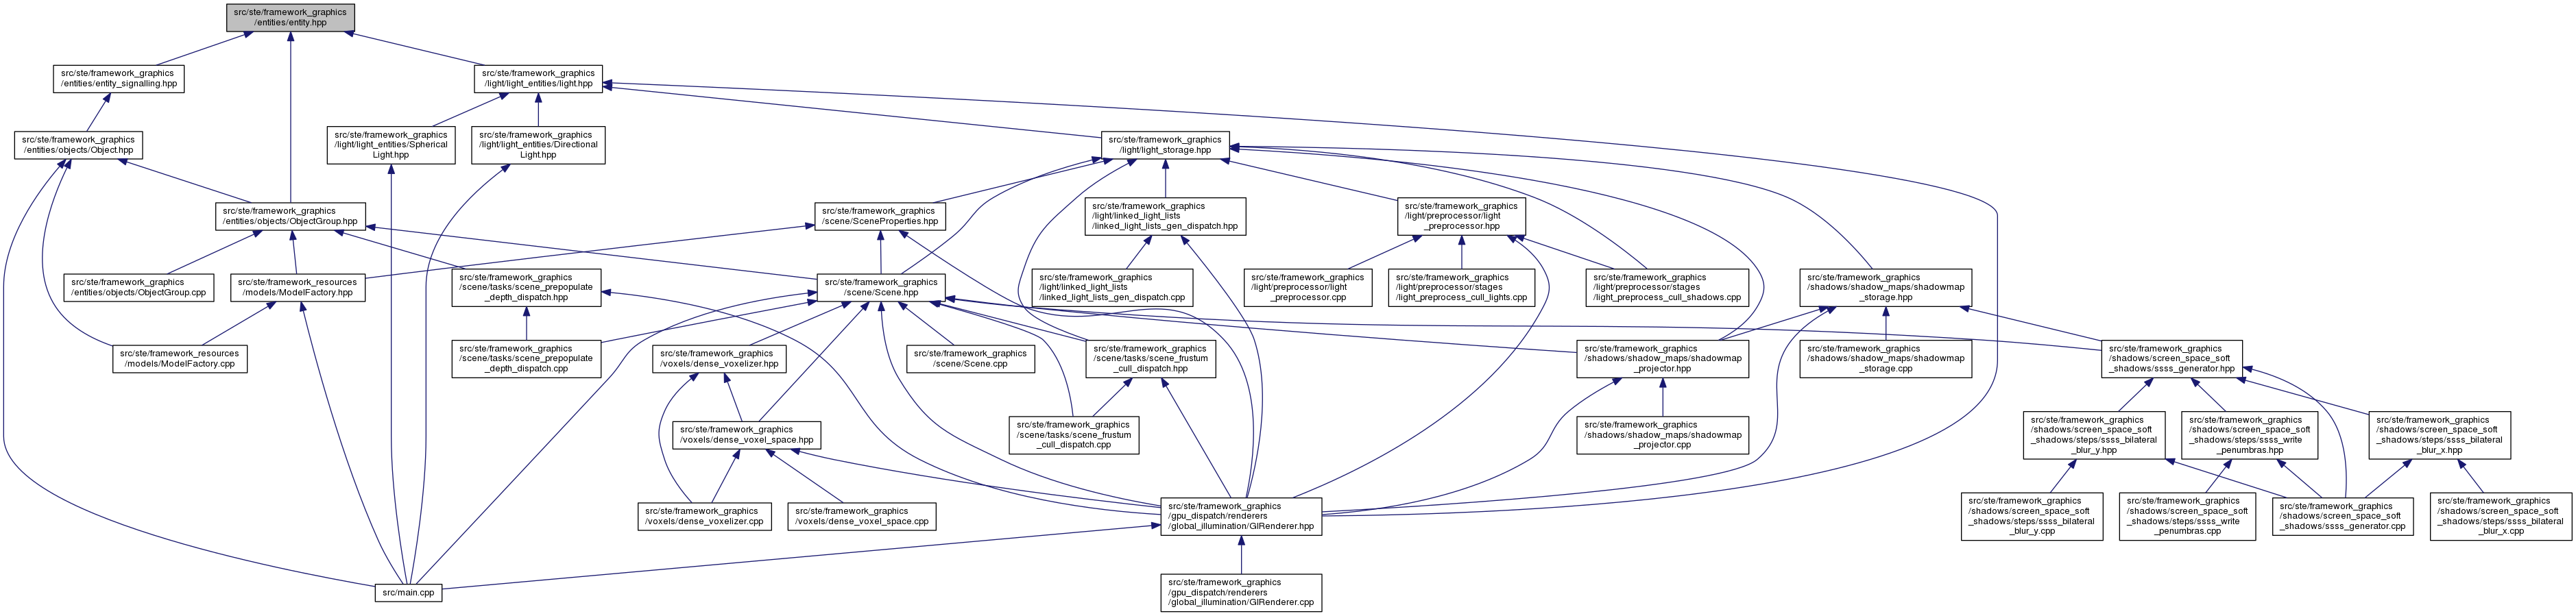 src/ste/framework_graphics
/entities/entity.hpp
src/ste/framework_graphics
/entities/entity_signalling.hpp
src/ste/framework_graphics
/light/light_entities/light.hpp
src/ste/framework_graphics
/entities/objects/Object.hpp
src/ste/framework_graphics
/light/light_entities/Spherical
Light.hpp
src/ste/framework_graphics
/light/light_entities/Directional
Light.hpp
src/ste/framework_graphics
/light/light_storage.hpp
src/ste/framework_graphics
/entities/objects/ObjectGroup.hpp
src/ste/framework_graphics
/scene/SceneProperties.hpp
src/ste/framework_graphics
/light/linked_light_lists
/linked_light_lists_gen_dispatch.hpp
src/ste/framework_graphics
/light/preprocessor/light
_preprocessor.hpp
src/ste/framework_graphics
/entities/objects/ObjectGroup.cpp
src/ste/framework_resources
/models/ModelFactory.hpp
src/ste/framework_graphics
/scene/tasks/scene_prepopulate
_depth_dispatch.hpp
src/ste/framework_graphics
/scene/Scene.hpp
src/ste/framework_graphics
/light/linked_light_lists
/linked_light_lists_gen_dispatch.cpp
src/ste/framework_graphics
/light/preprocessor/light
_preprocessor.cpp
src/ste/framework_graphics
/light/preprocessor/stages
/light_preprocess_cull_lights.cpp
src/ste/framework_graphics
/light/preprocessor/stages
/light_preprocess_cull_shadows.cpp
src/ste/framework_graphics
/shadows/shadow_maps/shadowmap
_storage.hpp
src/ste/framework_resources
/models/ModelFactory.cpp
src/ste/framework_graphics
/scene/tasks/scene_prepopulate
_depth_dispatch.cpp
src/ste/framework_graphics
/voxels/dense_voxelizer.hpp
src/ste/framework_graphics
/scene/Scene.cpp
src/ste/framework_graphics
/scene/tasks/scene_frustum
_cull_dispatch.hpp
src/ste/framework_graphics
/shadows/shadow_maps/shadowmap
_projector.hpp
src/ste/framework_graphics
/shadows/shadow_maps/shadowmap
_storage.cpp
src/ste/framework_graphics
/shadows/screen_space_soft
_shadows/ssss_generator.hpp
src/ste/framework_graphics
/voxels/dense_voxel_space.hpp
src/ste/framework_graphics
/scene/tasks/scene_frustum
_cull_dispatch.cpp
src/ste/framework_graphics
/shadows/shadow_maps/shadowmap
_projector.cpp
src/ste/framework_graphics
/shadows/screen_space_soft
_shadows/steps/ssss_bilateral
_blur_y.hpp
src/ste/framework_graphics
/shadows/screen_space_soft
_shadows/steps/ssss_write
_penumbras.hpp
src/ste/framework_graphics
/shadows/screen_space_soft
_shadows/steps/ssss_bilateral
_blur_x.hpp
src/ste/framework_graphics
/voxels/dense_voxelizer.cpp
src/ste/framework_graphics
/voxels/dense_voxel_space.cpp
src/ste/framework_graphics
/gpu_dispatch/renderers
/global_illumination/GIRenderer.hpp
src/ste/framework_graphics
/shadows/screen_space_soft
_shadows/steps/ssss_bilateral
_blur_y.cpp
src/ste/framework_graphics
/shadows/screen_space_soft
_shadows/steps/ssss_write
_penumbras.cpp
src/ste/framework_graphics
/shadows/screen_space_soft
_shadows/ssss_generator.cpp
src/ste/framework_graphics
/shadows/screen_space_soft
_shadows/steps/ssss_bilateral
_blur_x.cpp
src/main.cpp
src/ste/framework_graphics
/gpu_dispatch/renderers
/global_illumination/GIRenderer.cpp